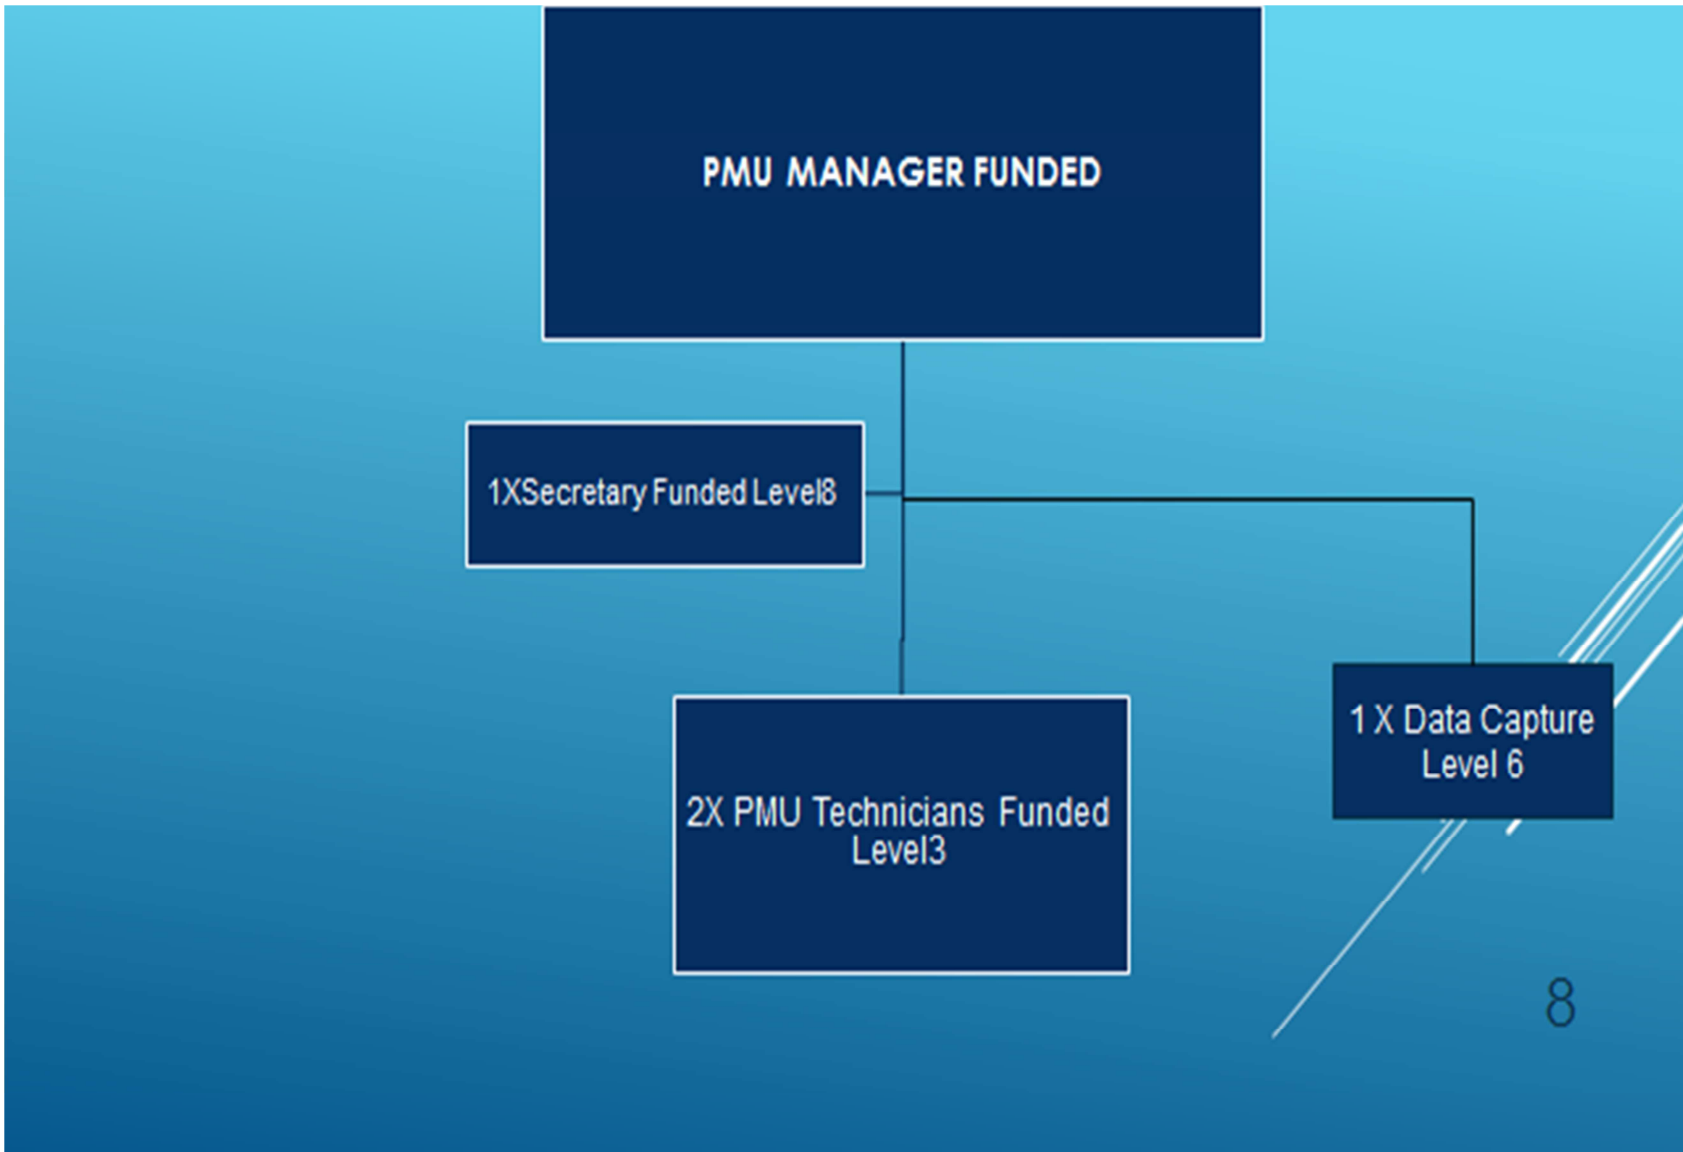 PMU MANAGER FUNDED
1XSecretary Funded Level8
1 X Data Capture
Level 6
2X PMU Technicians Funded
Level3
8